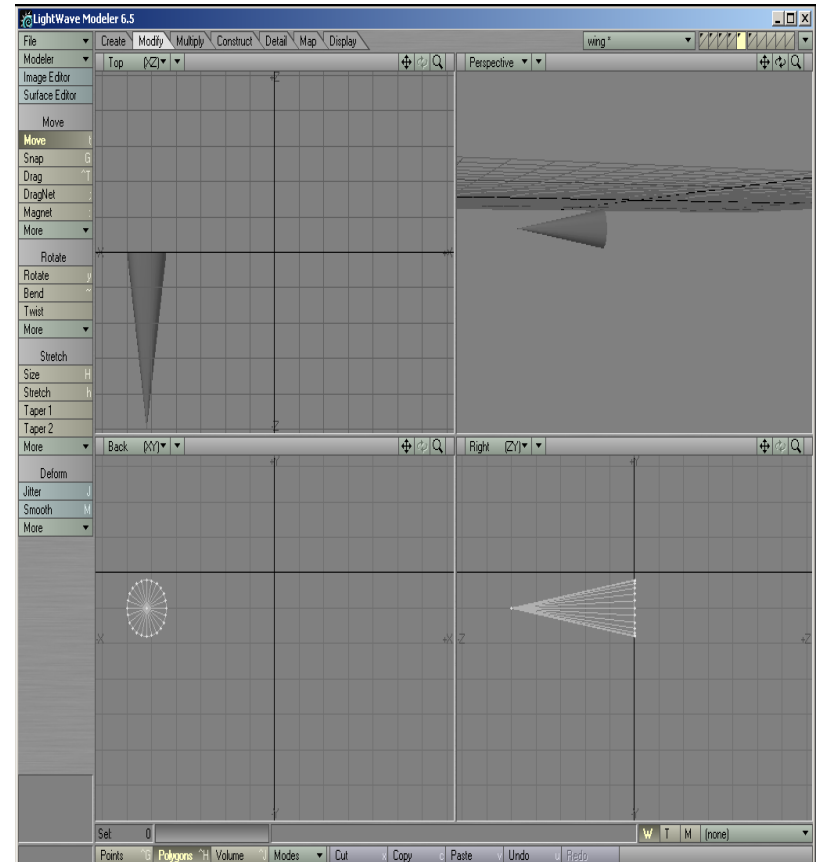 LightWave Modeler 6.5
File Create Modify Multiply Construct Detail Map Display wing *
Modeler Top (XZ) Perspective
Image Editor
Surface Editor
Move
Move t
Snap G
Drag ^T
DragNet ;
Magnet :
More
Rotate
Rotate y
Bend ~
Twist
More
Stretch
Size H
Stretch h
Taper 1
Taper 2
More Back (XY) Right (ZY)
Deform
Jitter J
Smooth M
More
-X +X -Z +Z
Sel: 0 W T M (none)
Points ^G Polygons ^H Volume ^J Modes Cut x Copy c Paste v Undo u Redo